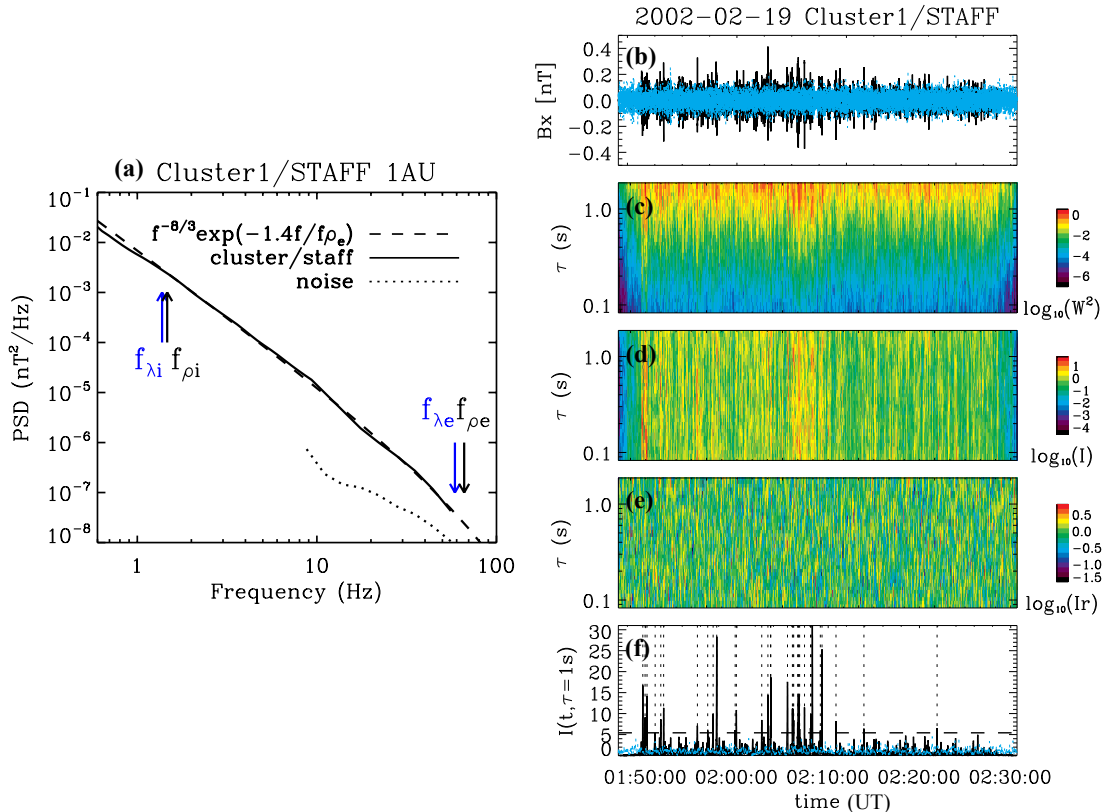 (a) Cluster1/STAFF 1AU
10⁻¹
10⁻²
10⁻³
10⁻⁴
10⁻⁵
10⁻⁶
10⁻⁷
10⁻⁸
PSD (nT²/Hz)
f⁻⁸/³exp(−1.4f/fρₑ)
cluster/staff
noise
fλi fρi
fλe fρe
1 10 100
Frequency (Hz)
2002−02−19 Cluster1/STAFF
(b)
0.4
0.2
0.0
−0.2
−0.4
Bx [nT]
(c)
1.0
0.1
τ (s)
0
−2
−4
−6
log₁₀(W²)
(d)
1.0
0.1
τ (s)
1
0
−1
−2
−3
−4
log₁₀(I)
(e)
1.0
0.1
τ (s)
0.5
0.0
−0.5
−1.0
−1.5
log₁₀(Ir)
(f)
30
25
20
15
10
5
0
I(t,τ=1s)
01:50:00 02:00:00 02:10:00 02:20:00 02:30:00
time (UT)